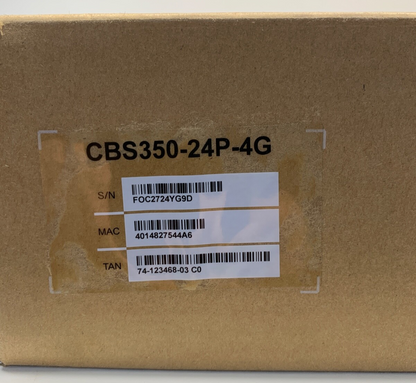 CBS350-24P-4G
S/N
FOC2724YG9D
MAC
4014827544A6
TAN
74-123468-03 C0